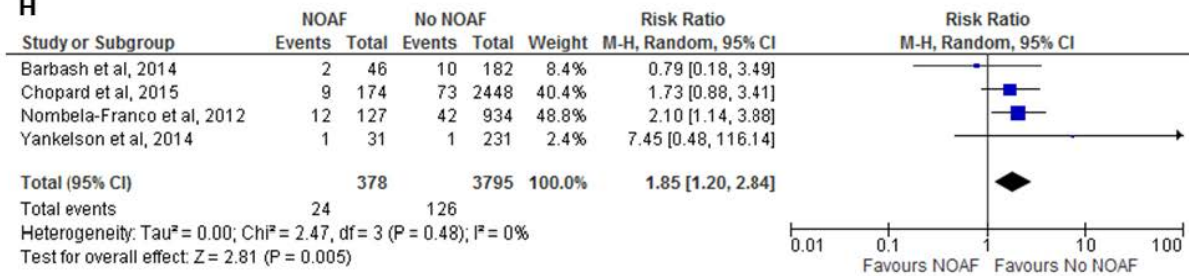 H
NOAF No NOAF Risk Ratio Risk Ratio
Study or Subgroup Events Total Events Total Weight M-H, Random, 95% CI M-H, Random, 95% CI
Barbash et al, 2014 2 46 10 182 8.4% 0.79 [0.18, 3.49]
Chopard et al, 2015 9 174 73 2448 40.4% 1.73 [0.88, 3.41]
Nombela-Franco et al, 2012 12 127 42 934 48.8% 2.10 [1.14, 3.88]
Yankelson et al, 2014 1 31 1 231 2.4% 7.45 [0.48, 116.14]
Total (95% CI) 378 3795 100.0% 1.85 [1.20, 2.84]
Total events 24 126
Heterogeneity: Tau² = 0.00; Chi² = 2.47, df = 3 (P = 0.48); I² = 0%
Test for overall effect: Z = 2.81 (P = 0.005)
0.01 0.1 1 10 100
Favours NOAF Favours No NOAF